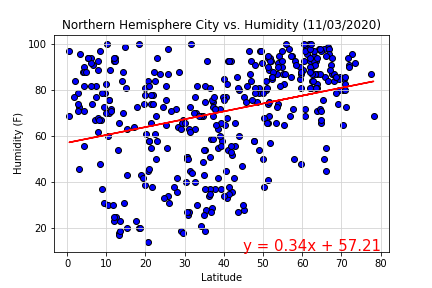 Northern Hemisphere City vs. Humidity (11/03/2020)
100
80
60
40
20
Humidity (F)
y = 0.34x + 57.21
0 10 20 30 40 50 60 70 80
Latitude